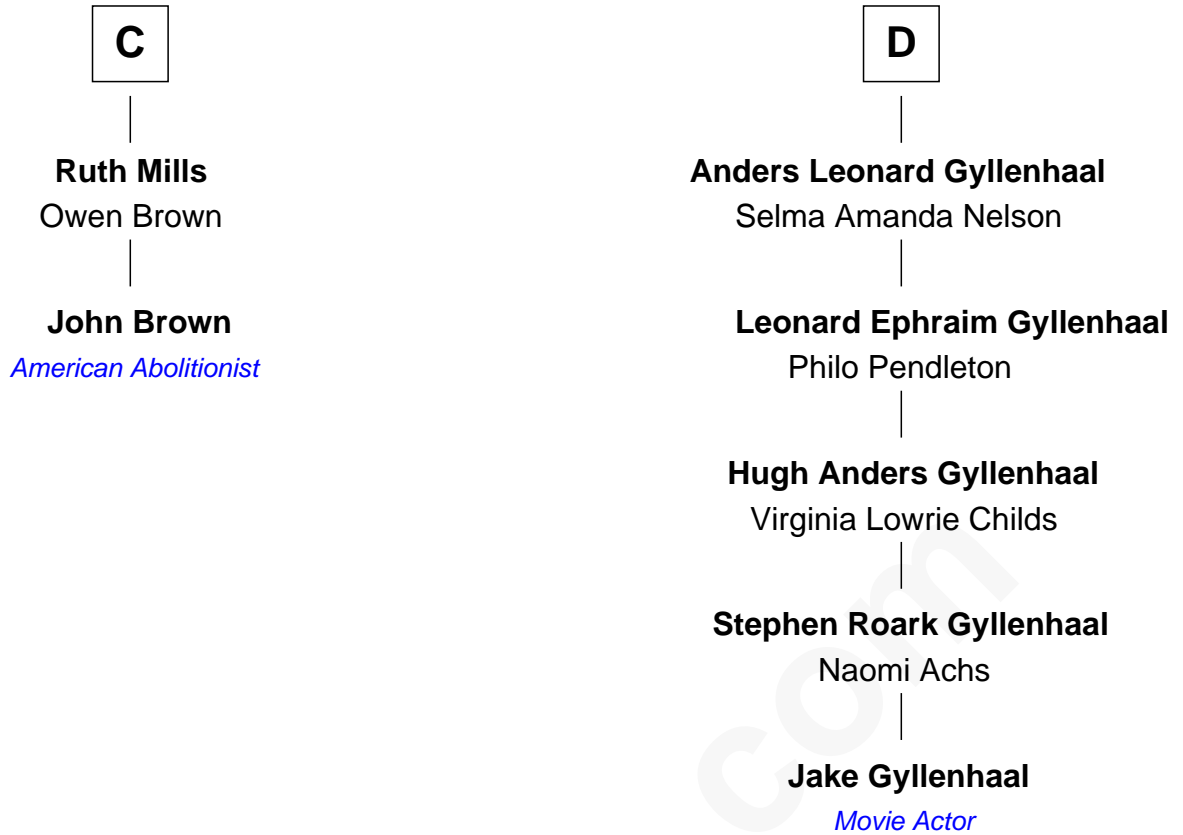 C
Ruth Mills
Owen Brown
John Brown
American Abolitionist
D
Anders Leonard Gyllenhaal
Selma Amanda Nelson
Leonard Ephraim Gyllenhaal
Philo Pendleton
Hugh Anders Gyllenhaal
Virginia Lowrie Childs
Stephen Roark Gyllenhaal
Naomi Achs
Jake Gyllenhaal
Movie Actor
com